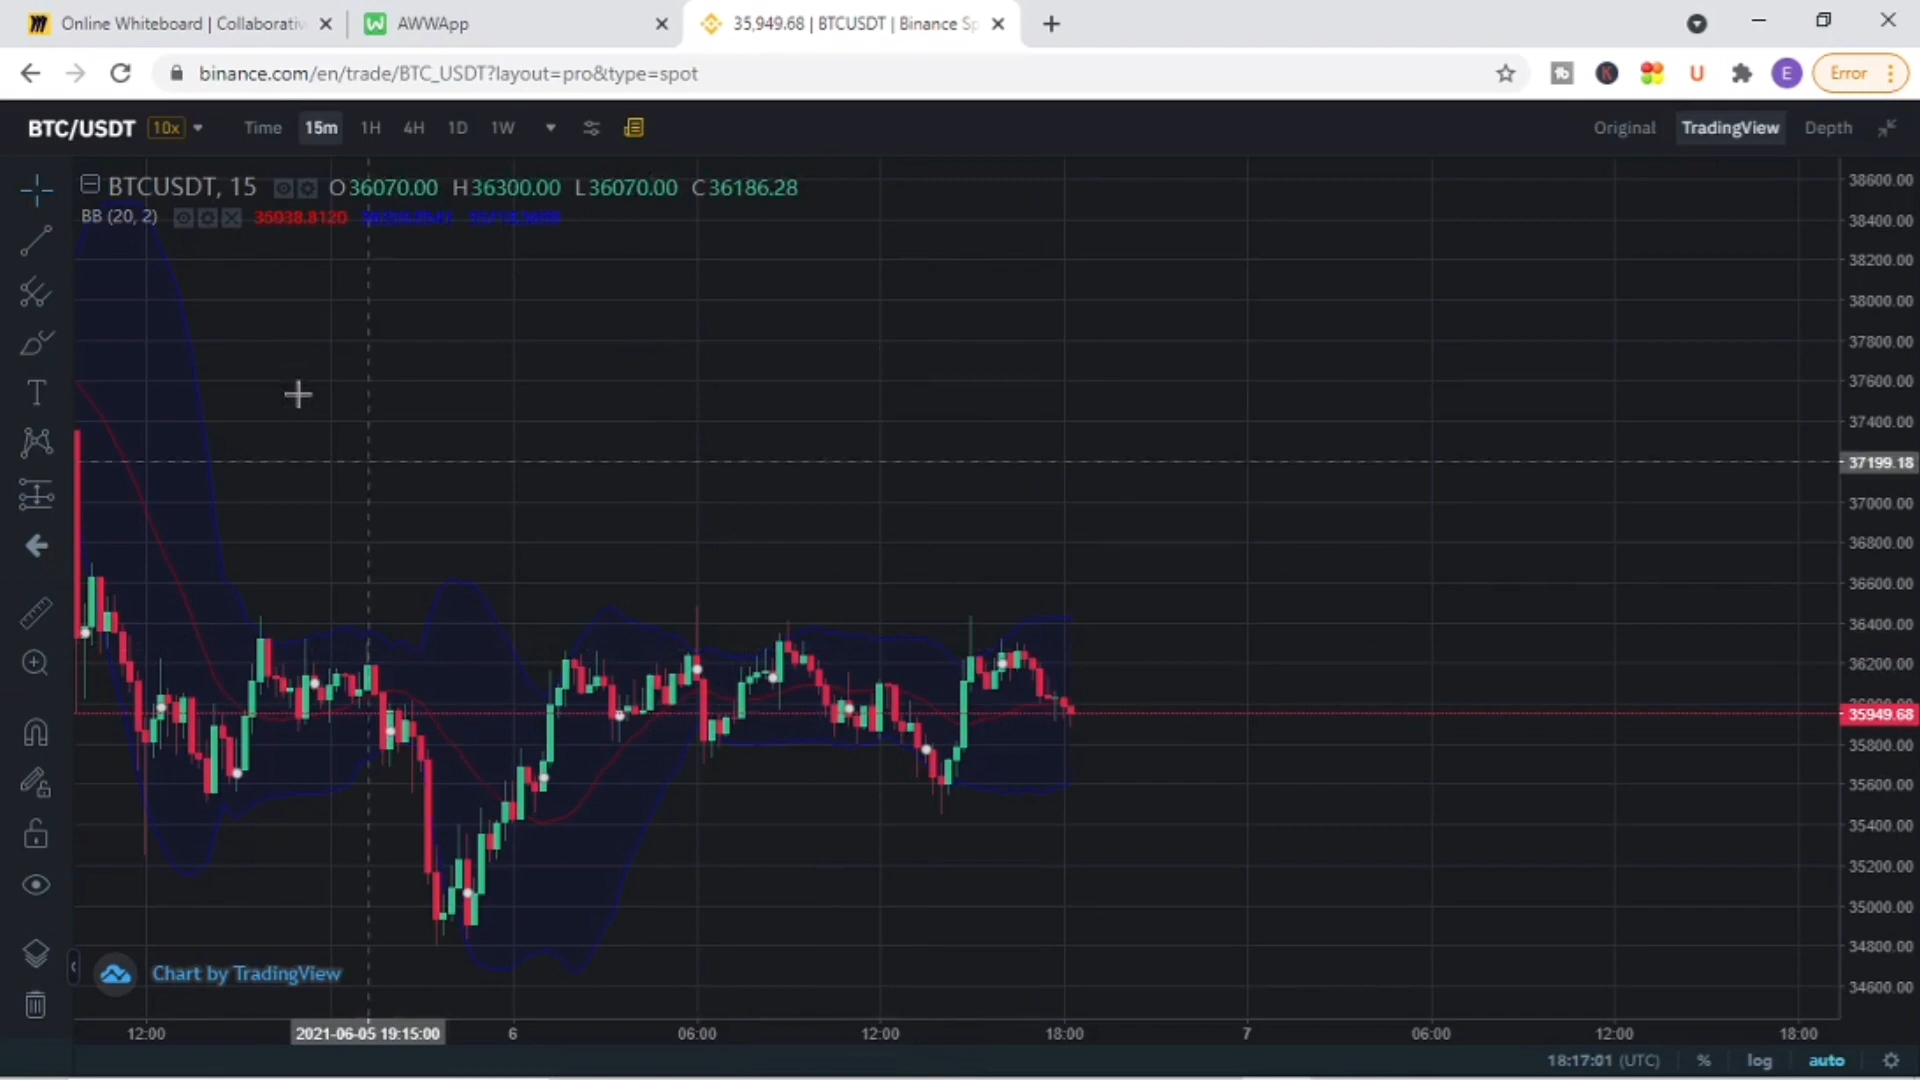 Online Whiteboard | Collaborativ
AWWApp
35,949.68 | BTCUSDT | Binance Sp
binance.com/en/trade/BTC_USDT?layout=pro&type=spot
E
Error
BTC/USDT 10x Time 15m 1H 4H 1D 1W Original TradingView Depth
BTCUSDT, 15 O36070.00 H36300.00 L36070.00 C36186.28
BB (20, 2)
38600.00
38400.00
38200.00
38000.00
37800.00
37600.00
37400.00
37199.18
37000.00
36800.00
36600.00
36400.00
36200.00
35949.68
35800.00
35600.00
35400.00
35200.00
35000.00
34800.00
34600.00
Chart by TradingView
12:00 2021-06-05 19:15:00 6 06:00 12:00 18:00 7 06:00 12:00 18:00
18:17:01 (UTC) % log auto